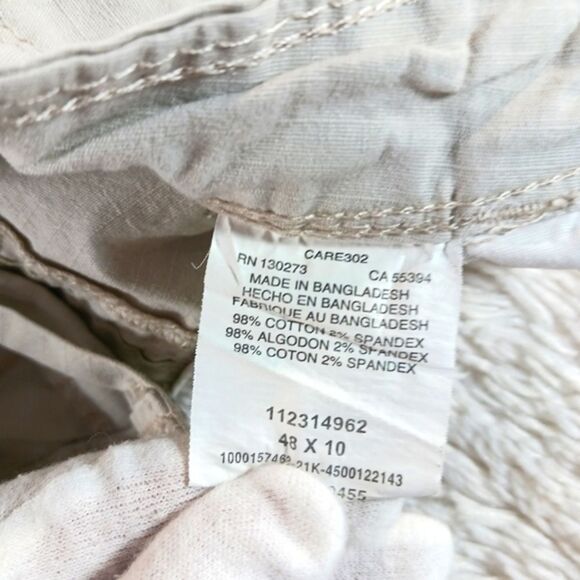 CARE302
RN 130273 CA 55394
MADE IN BANGLADESH
HECHO EN BANGLADESH
FABRIQUE AU BANGLADESH
98% COTTON 2% SPANDEX
98% ALGODON 2% SPANDEX
98% COTON 2% SPANDEX
112314962
48 X 10